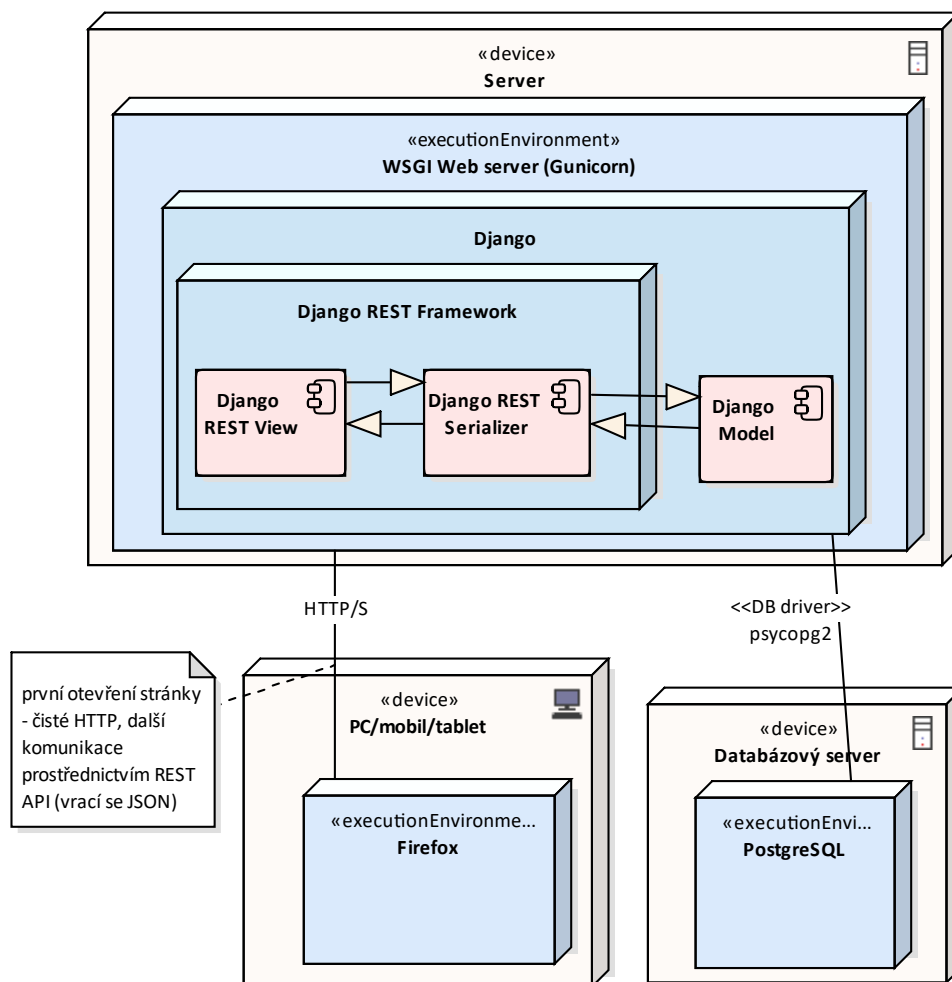 «device»
Server
«executionEnvironment»
WSGI Web server (Gunicorn)
Django
Django REST Framework
Django
REST View
Django REST
Serializer
Django
Model
HTTP/S
<<DB driver>>
psycopg2
první otevření stránky
- čisté HTTP, další
komunikace
prostřednictvím REST
API (vrací se JSON)
«device»
PC/mobil/tablet
«executionEnvironme...
Firefox
«device»
Databázový server
«executionEnvi...
PostgreSQL